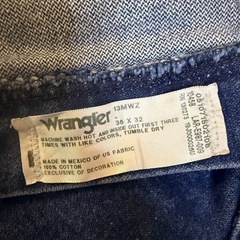 13MWZ
Wrangler
38 X 32
MACHINE WASH HOT AND INSIDE OUT FIRST THREE
TIMES WITH LIKE COLORS, TUMBLE DRY
MADE IN MEXICO OF US FABRIC
100% COTTON
EXCLUSIVE OF DECORATION